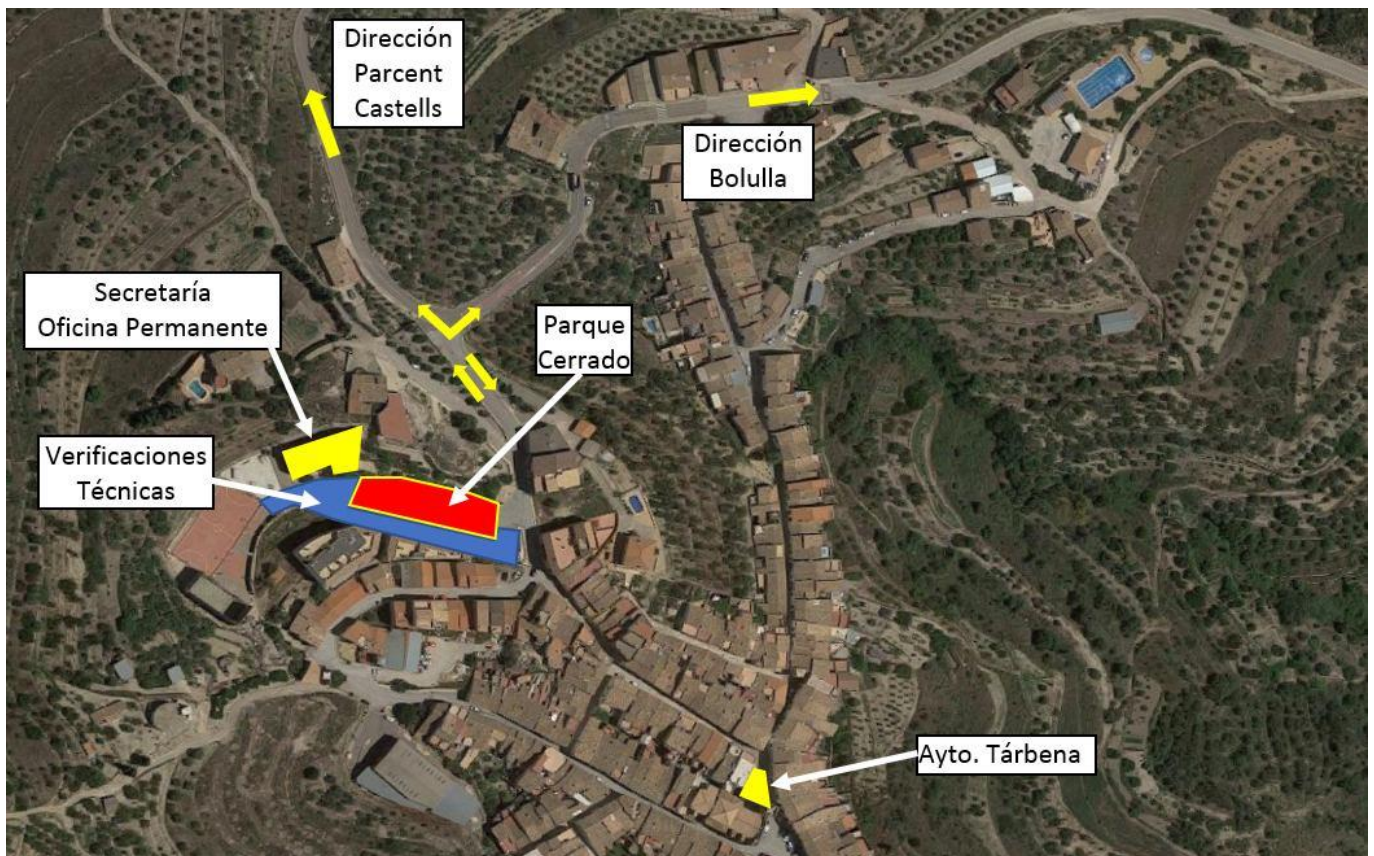 Dirección
Parcent
Castells
Dirección
Bolulla
Secretaría
Oficina Permanente
Parque
Cerrado
Verificaciones
Técnicas
Ayto. Tárbena